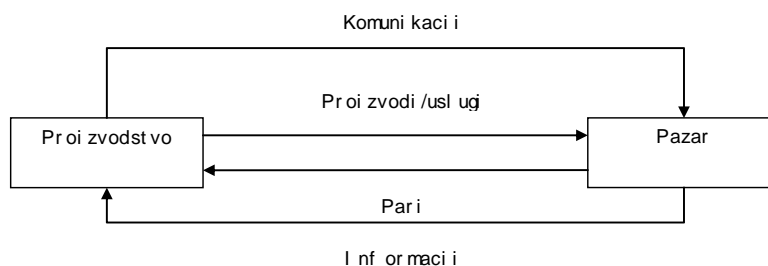 Komunikacii
Proizvodi/uslugi
Proizvodstvo
Pazar
Pari
Informacii